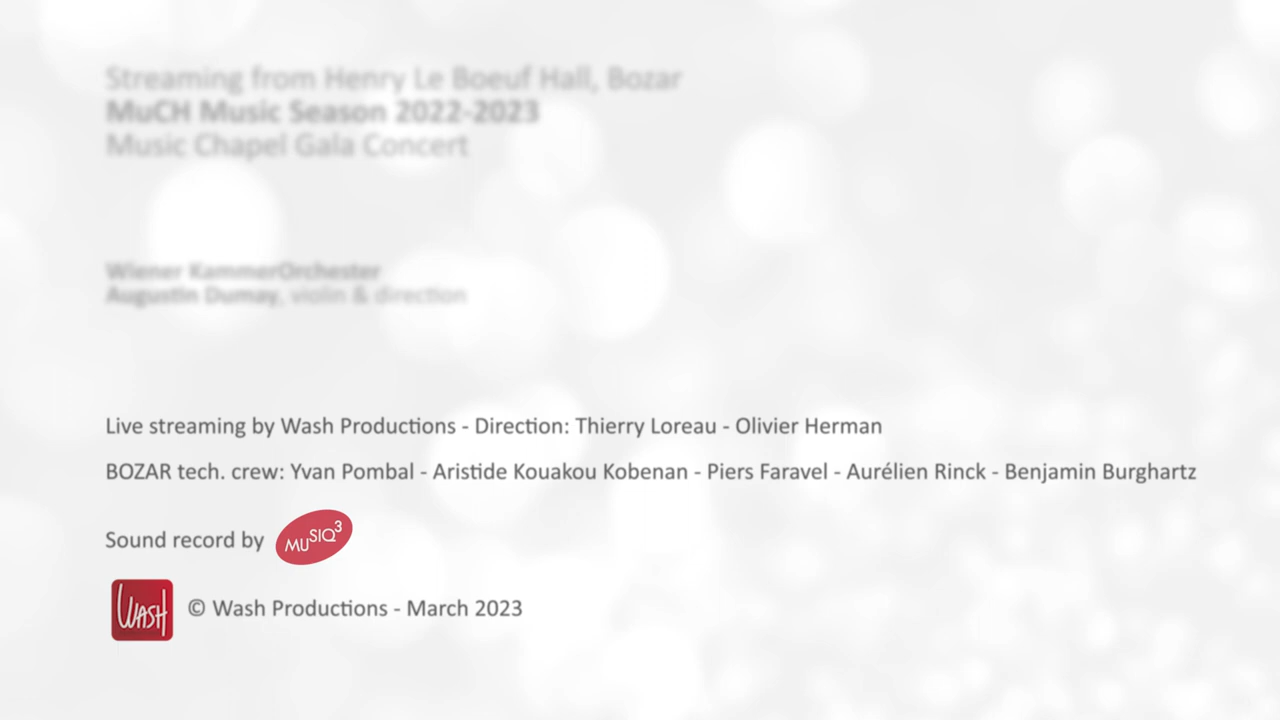 Streaming from Henry Le Boeuf Hall, Bozar
MuCH Music Season 2022-2023
Music Chapel Gala Concert
Wiener KammerOrchester
Augustin Dumay, violin & direction
Live streaming by Wash Productions - Direction: Thierry Loreau - Olivier Herman
BOZAR tech. crew: Yvan Pombal - Aristide Kouakou Kobenan - Piers Faravel - Aurélien Rinck - Benjamin Burghartz
Sound record by MUSIQ3
WASH © Wash Productions - March 2023